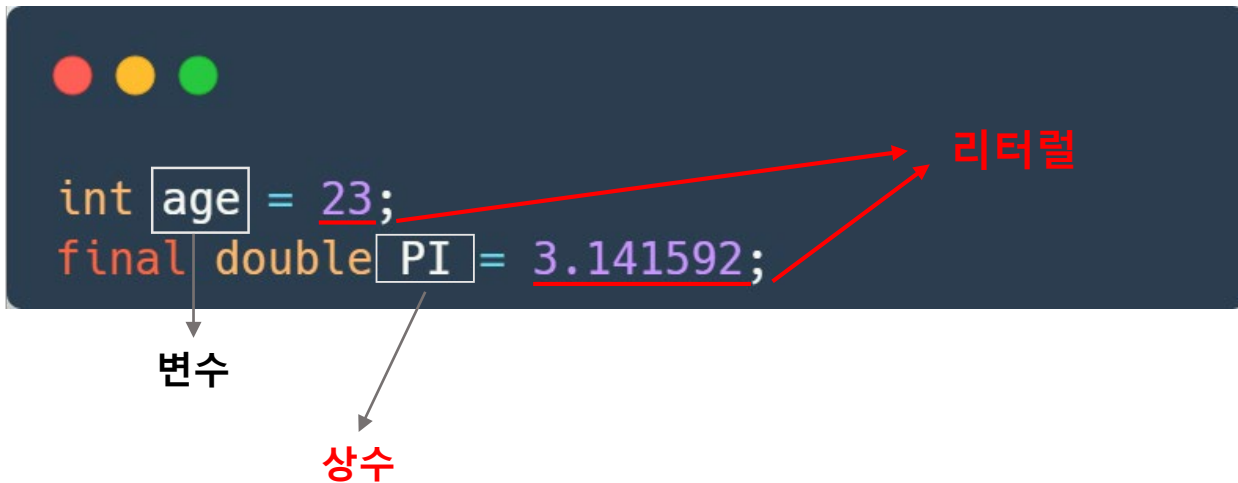 리터럴
int age = 23;
final double PI = 3.141592;
변수
상수